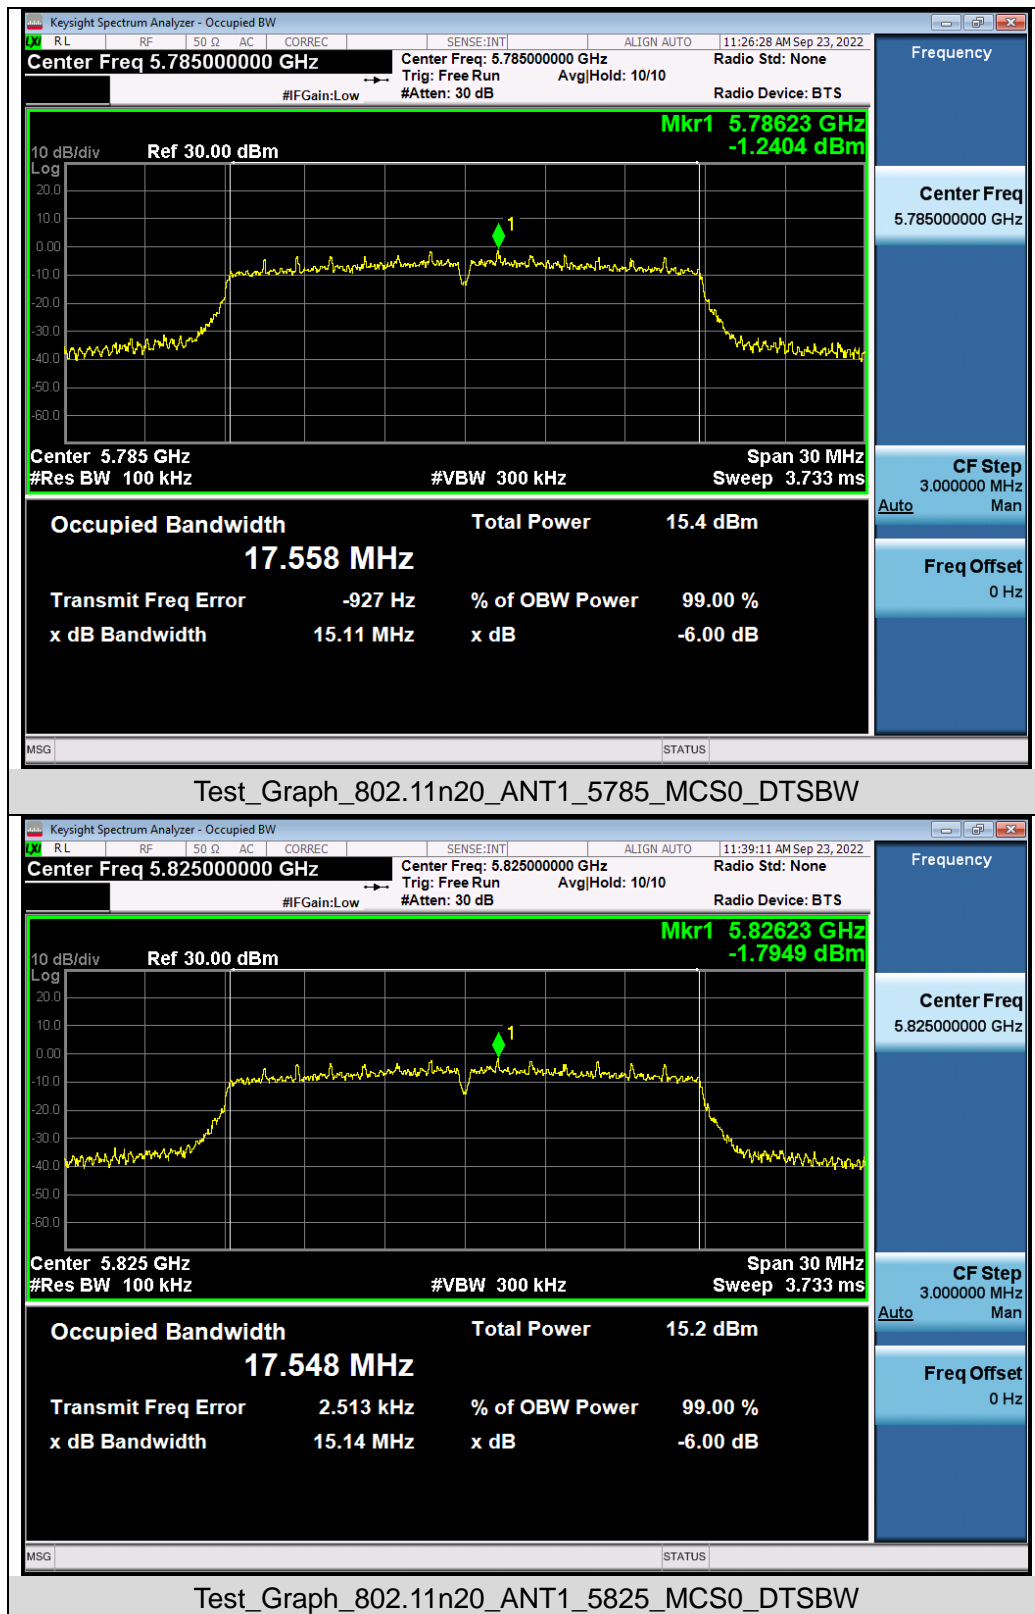 Keysight Spectrum Analyzer - Occupied BW
LXI RL RF 50 Ω AC CORREC SENSE:INT ALIGN AUTO 11:26:28 AM Sep 23, 2022
Center Freq 5.785000000 GHz Center Freq: 5.785000000 GHz Radio Std: None Frequency
Trig: Free Run Avg|Hold: 10/10
#IFGain:Low #Atten: 30 dB Radio Device: BTS
Mkr1 5.78623 GHz
-1.2404 dBm
10 dB/div Ref 30.00 dBm
Log
20.0
10.0
0.00
-10.0
-20.0
-30.0
-40.0
-50.0
-60.0
1
Center 5.785 GHz Span 30 MHz
#Res BW 100 kHz #VBW 300 kHz Sweep 3.733 ms
Center Freq
5.785000000 GHz
CF Step
3.000000 MHz
Auto Man
Freq Offset
0 Hz
Occupied Bandwidth Total Power 15.4 dBm
17.558 MHz
Transmit Freq Error -927 Hz % of OBW Power 99.00 %
x dB Bandwidth 15.11 MHz x dB -6.00 dB
MSG STATUS
Test_Graph_802.11n20_ANT1_5785_MCS0_DTSBW
Keysight Spectrum Analyzer - Occupied BW
LXI RL RF 50 Ω AC CORREC SENSE:INT ALIGN AUTO 11:39:11 AM Sep 23, 2022
Center Freq 5.825000000 GHz Center Freq: 5.825000000 GHz Radio Std: None Frequency
Trig: Free Run Avg|Hold: 10/10
#IFGain:Low #Atten: 30 dB Radio Device: BTS
Mkr1 5.82623 GHz
-1.7949 dBm
10 dB/div Ref 30.00 dBm
Log
20.0
10.0
0.00
-10.0
-20.0
-30.0
-40.0
-50.0
-60.0
1
Center 5.825 GHz Span 30 MHz
#Res BW 100 kHz #VBW 300 kHz Sweep 3.733 ms
Center Freq
5.825000000 GHz
CF Step
3.000000 MHz
Auto Man
Freq Offset
0 Hz
Occupied Bandwidth Total Power 15.2 dBm
17.548 MHz
Transmit Freq Error 2.513 kHz % of OBW Power 99.00 %
x dB Bandwidth 15.14 MHz x dB -6.00 dB
MSG STATUS
Test_Graph_802.11n20_ANT1_5825_MCS0_DTSBW